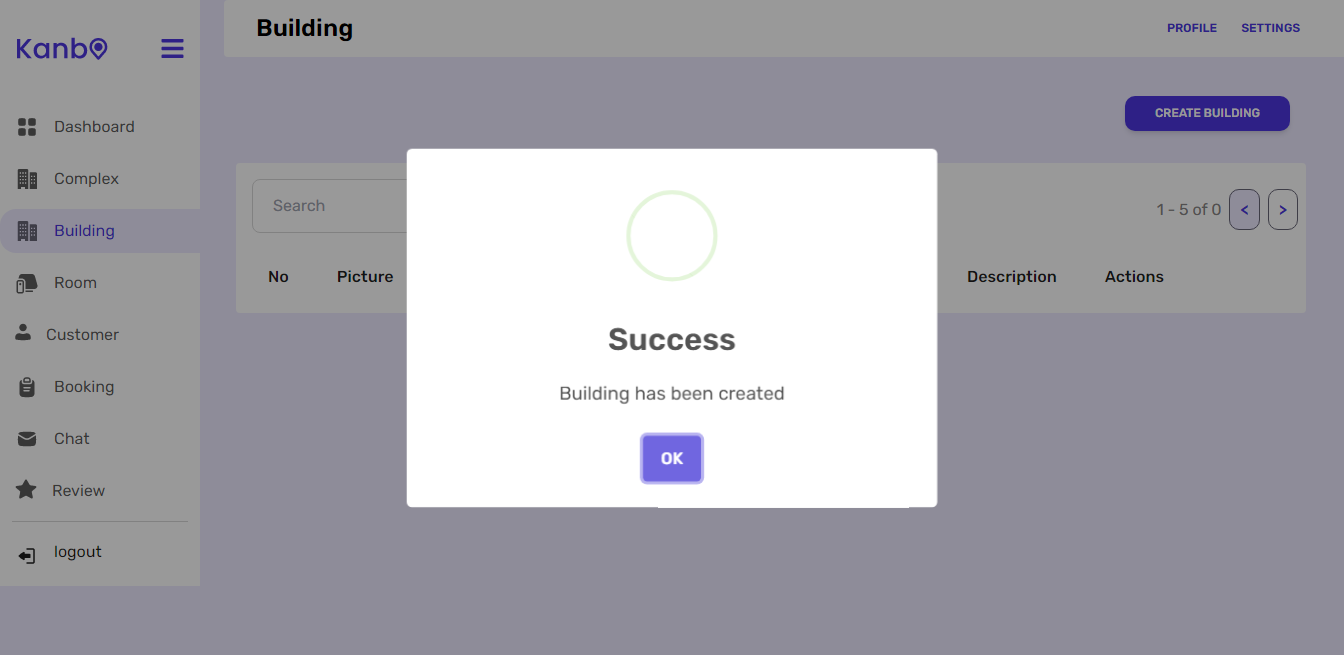 Kanbo
Building
PROFILE
SETTINGS
Dashboard
Complex
Building
Room
Customer
Booking
Chat
Review
logout
CREATE BUILDING
Search
1 - 5 of 0
<
>
No
Picture
Description
Actions
Success
Building has been created
OK